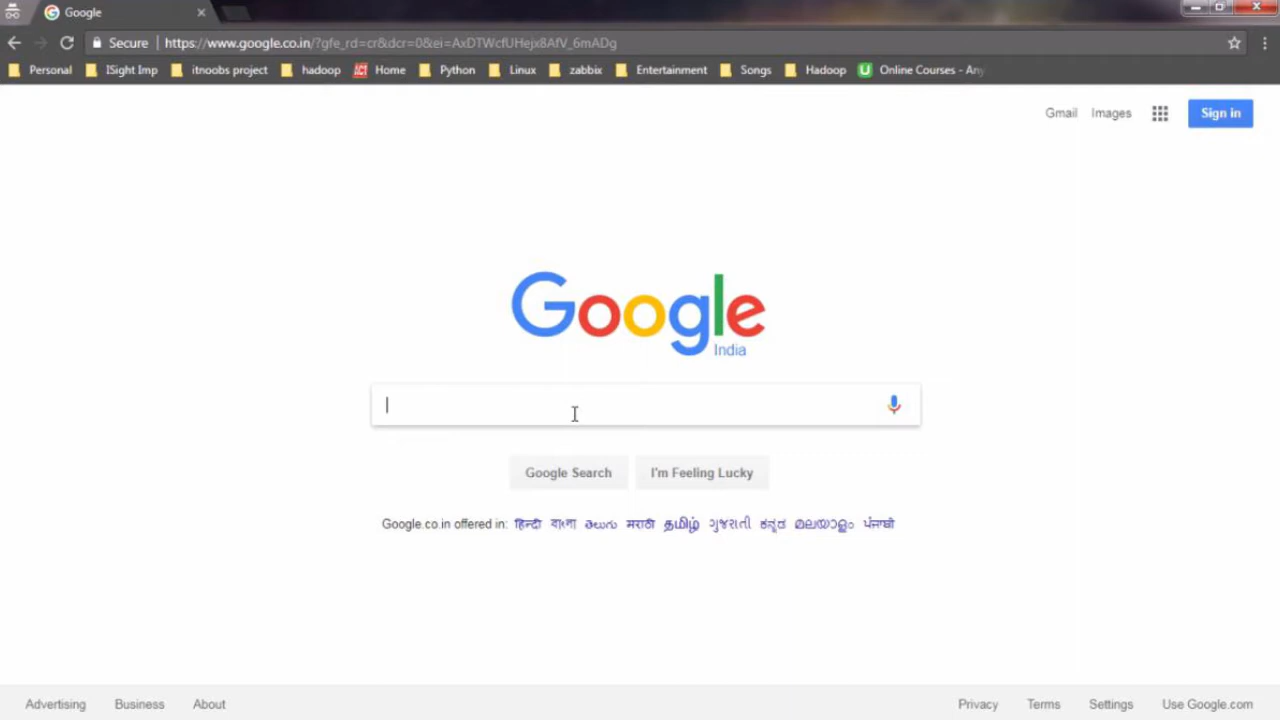 Google
Secure https://www.google.co.in/?gfe_rd=cr&dcr=0&ei=AxDTWcfUHejx8AfV_6mADg
Personal ISight Imp itnoobs project hadoop Home Python Linux zabbix Entertainment Songs Hadoop Online Courses - Any
Gmail Images Sign in
Google
India
Google Search I'm Feeling Lucky
Google.co.in offered in: हिन्दी বাংলা తెలుగు मराठी தமிழ் ગુજરાતી ಕನ್ನಡ മലയാളം ਪੰਜਾਬੀ
Advertising Business About Privacy Terms Settings Use Google.com